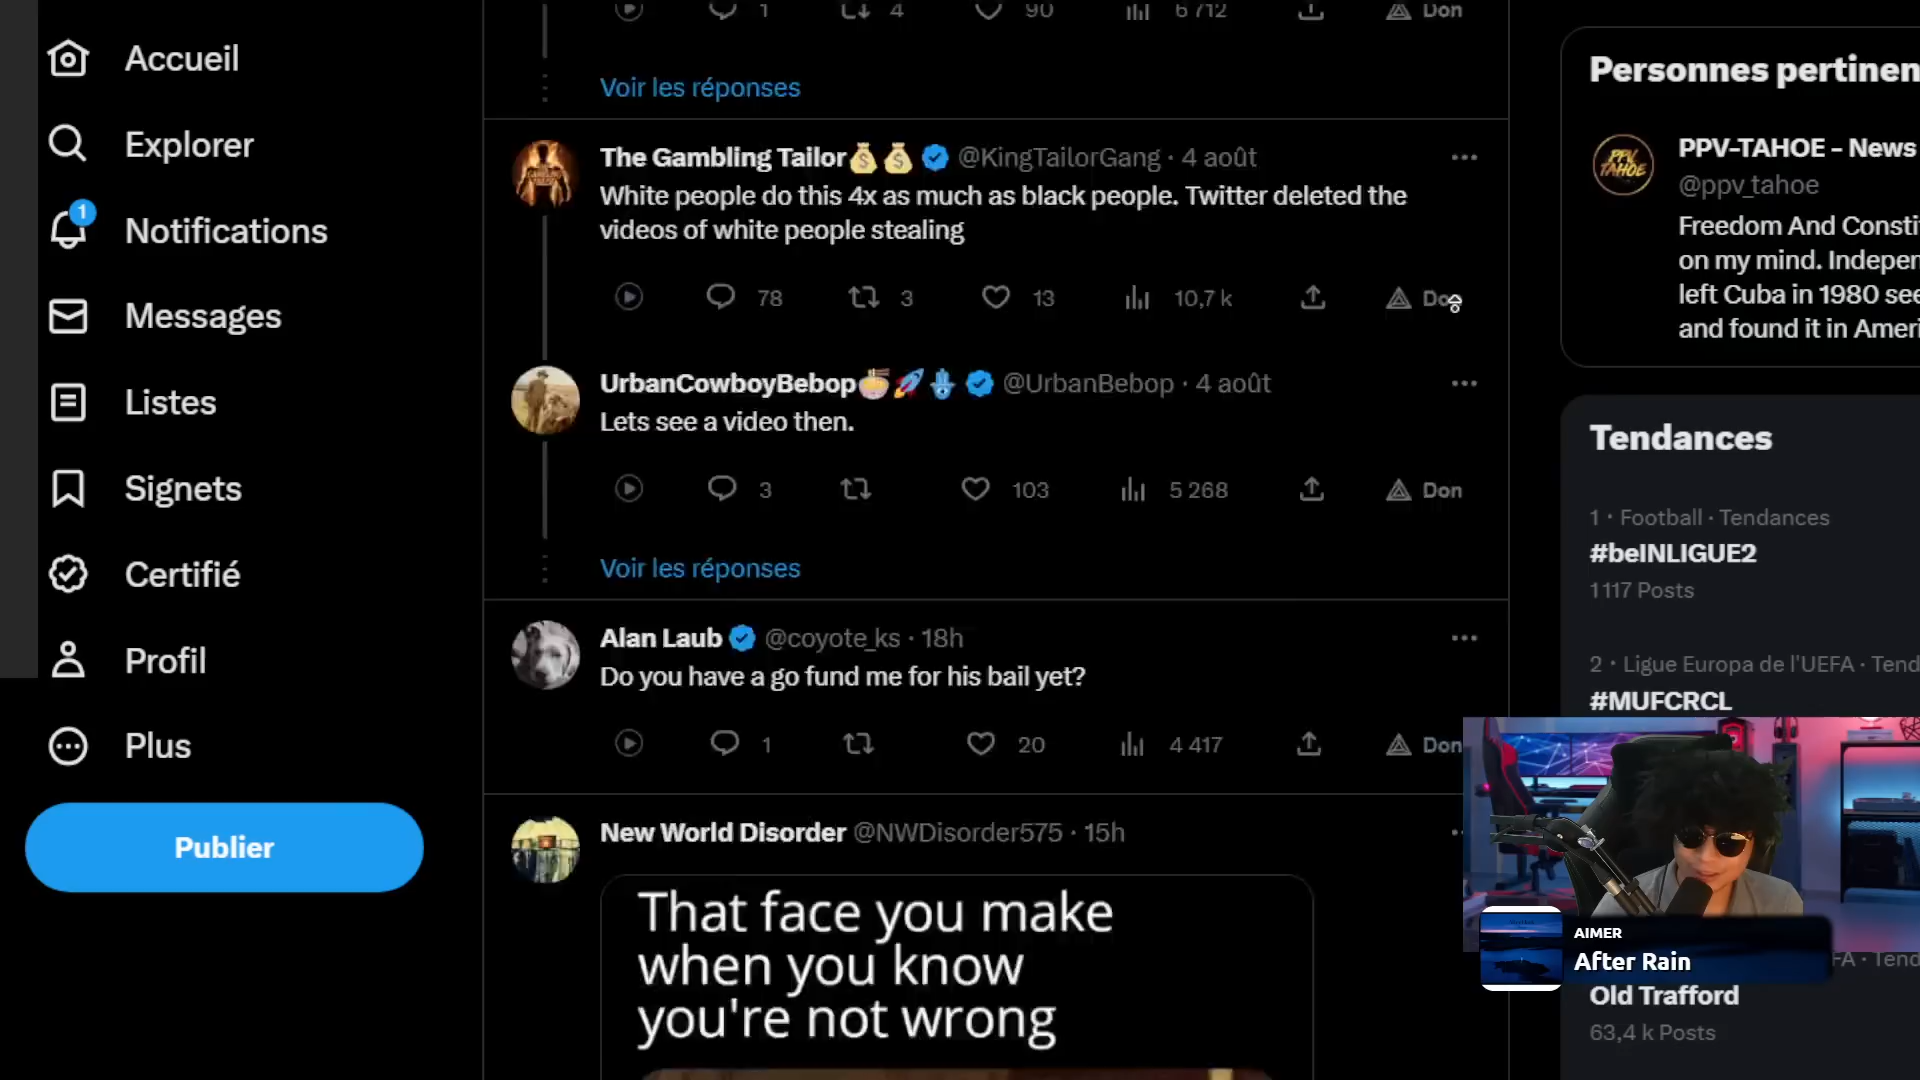 Accueil
Explorer
1
Notifications
Messages
Listes
Signets
Certifié
Profil
Plus
Publier
1 4 90 6 712 Don
Voir les réponses
The Gambling Tailor @KingTailorGang · 4 août
White people do this 4x as much as black people. Twitter deleted the
videos of white people stealing
78 3 13 10,7 k
UrbanCowboyBebop @UrbanBebop · 4 août
Lets see a video then.
3 103 5 268 Don
Voir les réponses
Alan Laub @coyote_ks · 18h
Do you have a go fund me for his bail yet?
1 20 4 417 Don
New World Disorder @NWDisorder575 · 15h
That face you make
when you know
you're not wrong
Personnes pertinen
PPV TAHOE
PPV-TAHOE – News
@ppv_tahoe
Freedom And Consti
on my mind. Indepen
left Cuba in 1980 see
and found it in Ameri
Tendances
1 · Football · Tendances
#beINLIGUE2
1 117 Posts
2 · Ligue Europa de l'UEFA · Tend
#MUFCRCL
AIMER
After Rain
FA · Tend
Old Trafford
63,4 k Posts